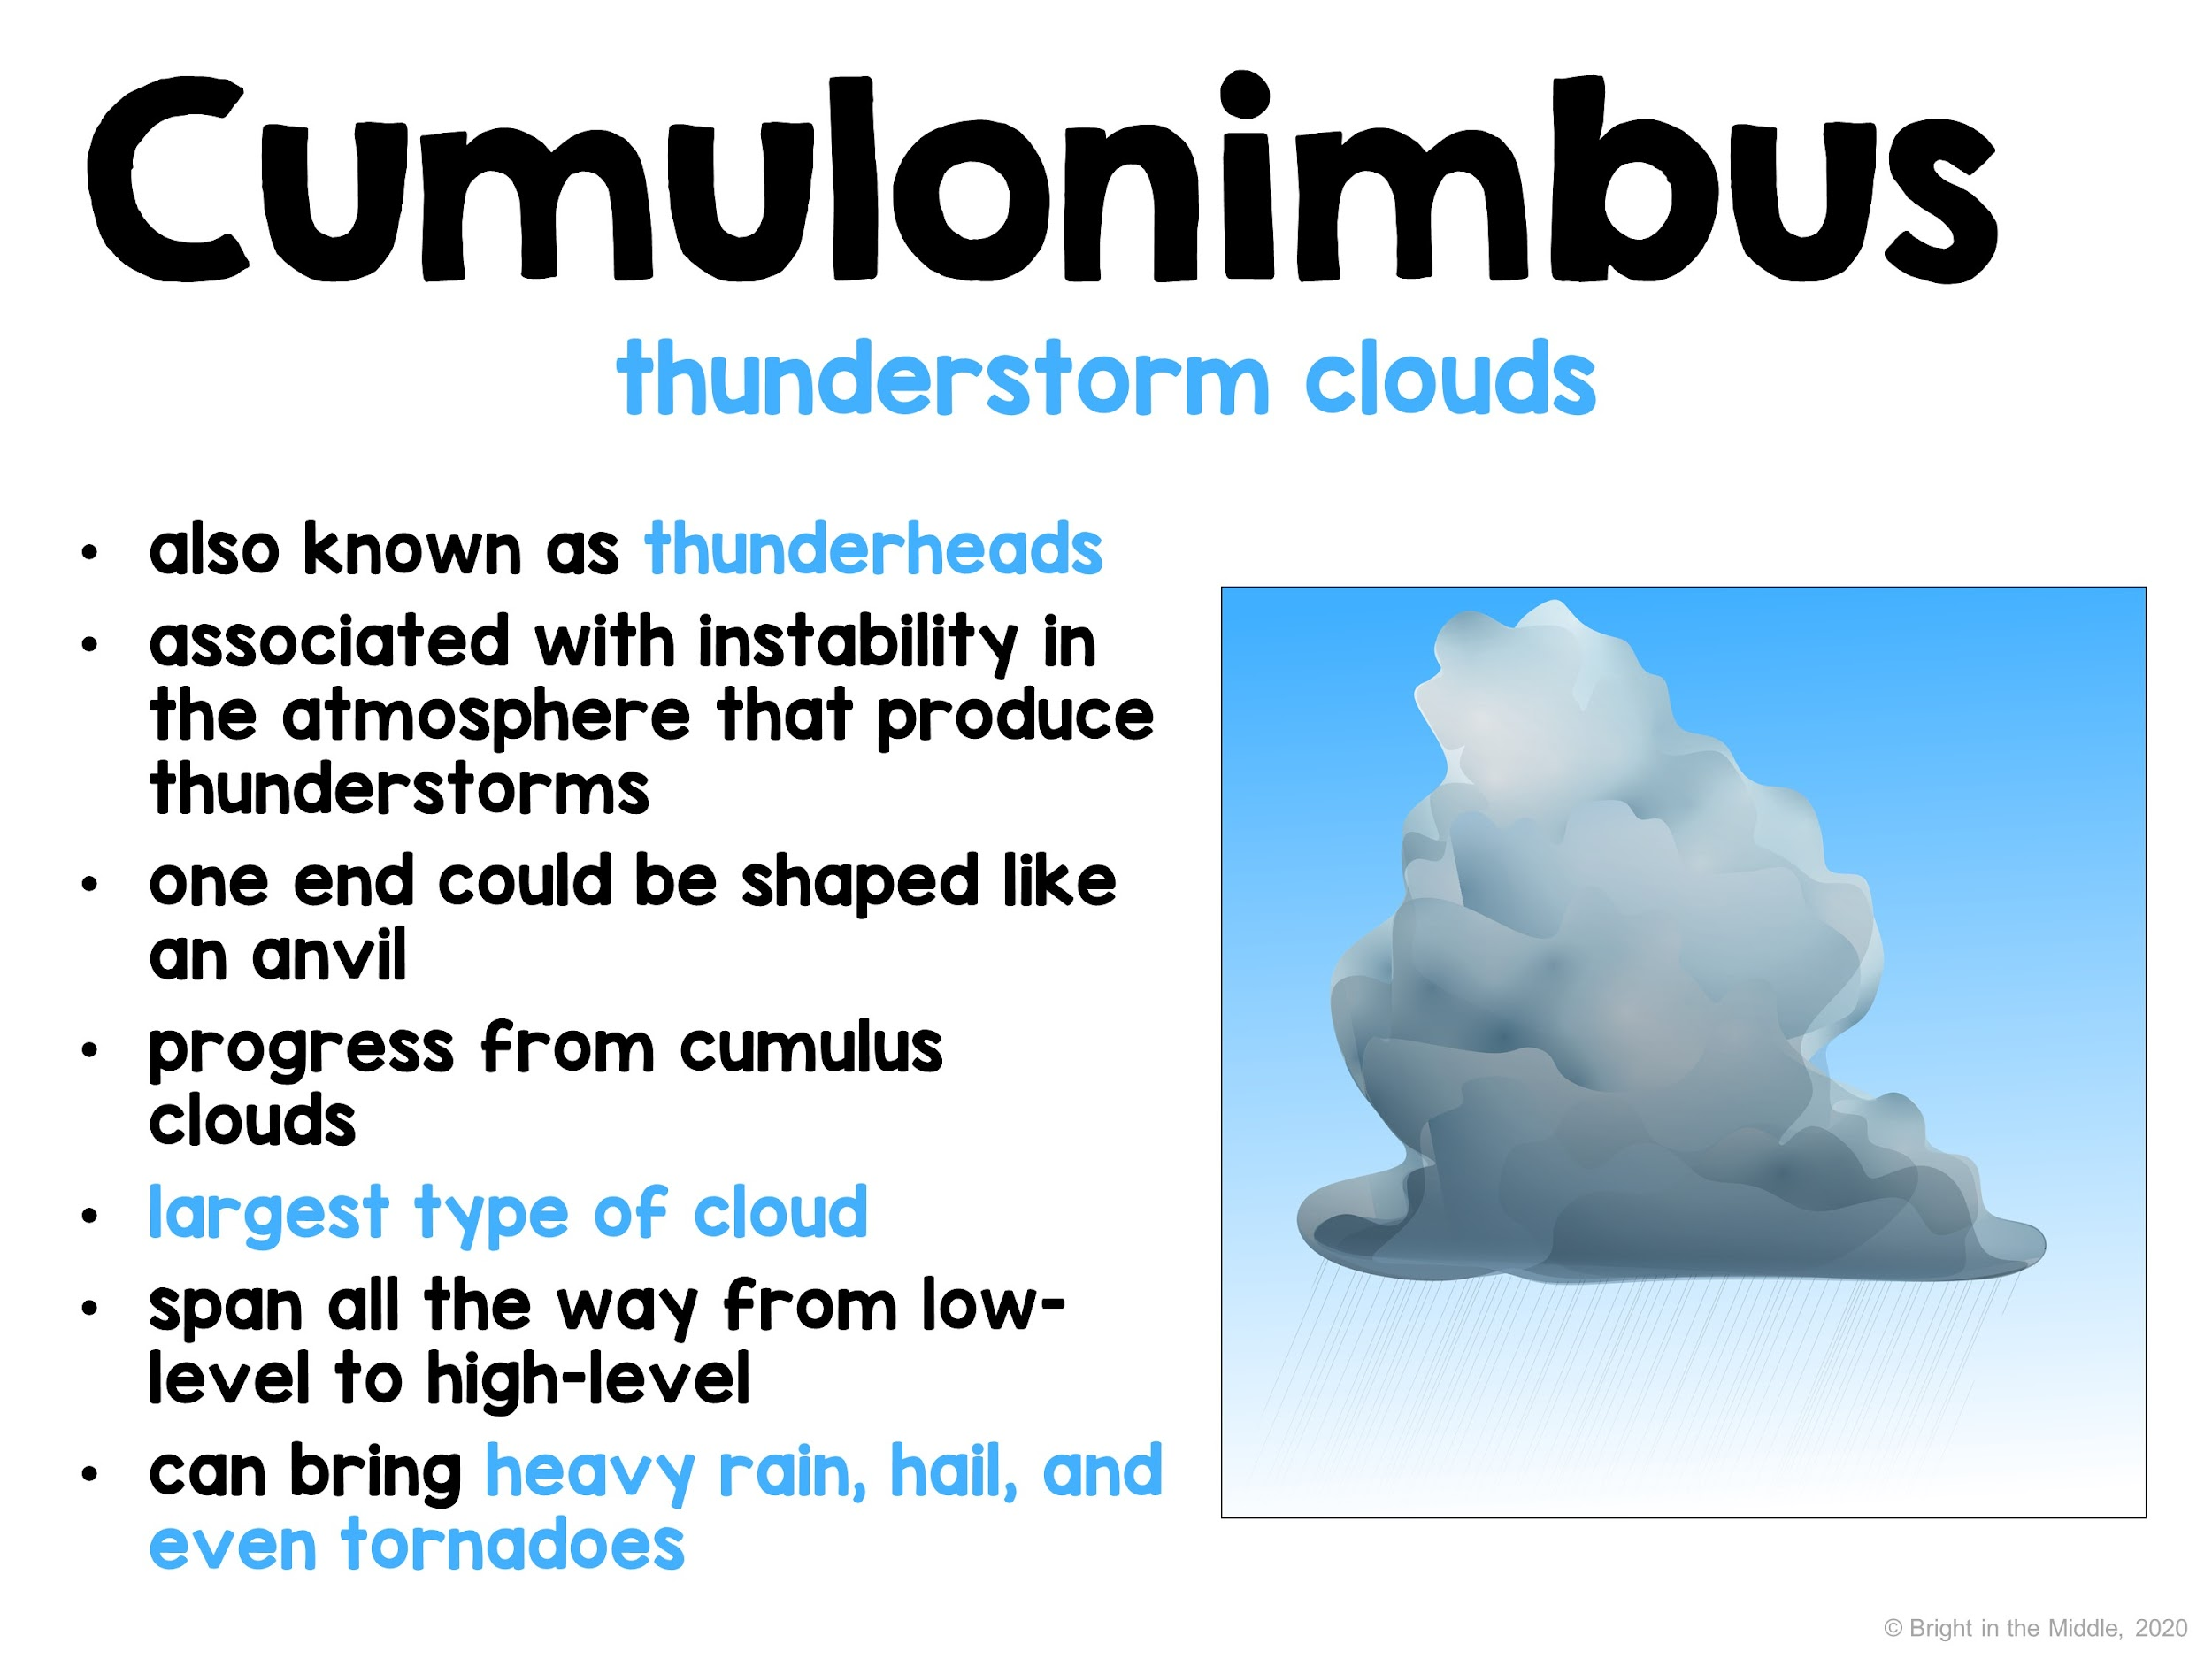 Cumulonimbus
thunderstorm clouds
• also known as thunderheads
• associated with instability in
the atmosphere that produce
thunderstorms
• one end could be shaped like
an anvil
• progress from cumulus
clouds
• largest type of cloud
• span all the way from low-
level to high-level
• can bring heavy rain, hail, and
even tornadoes
© Bright in the Middle, 2020